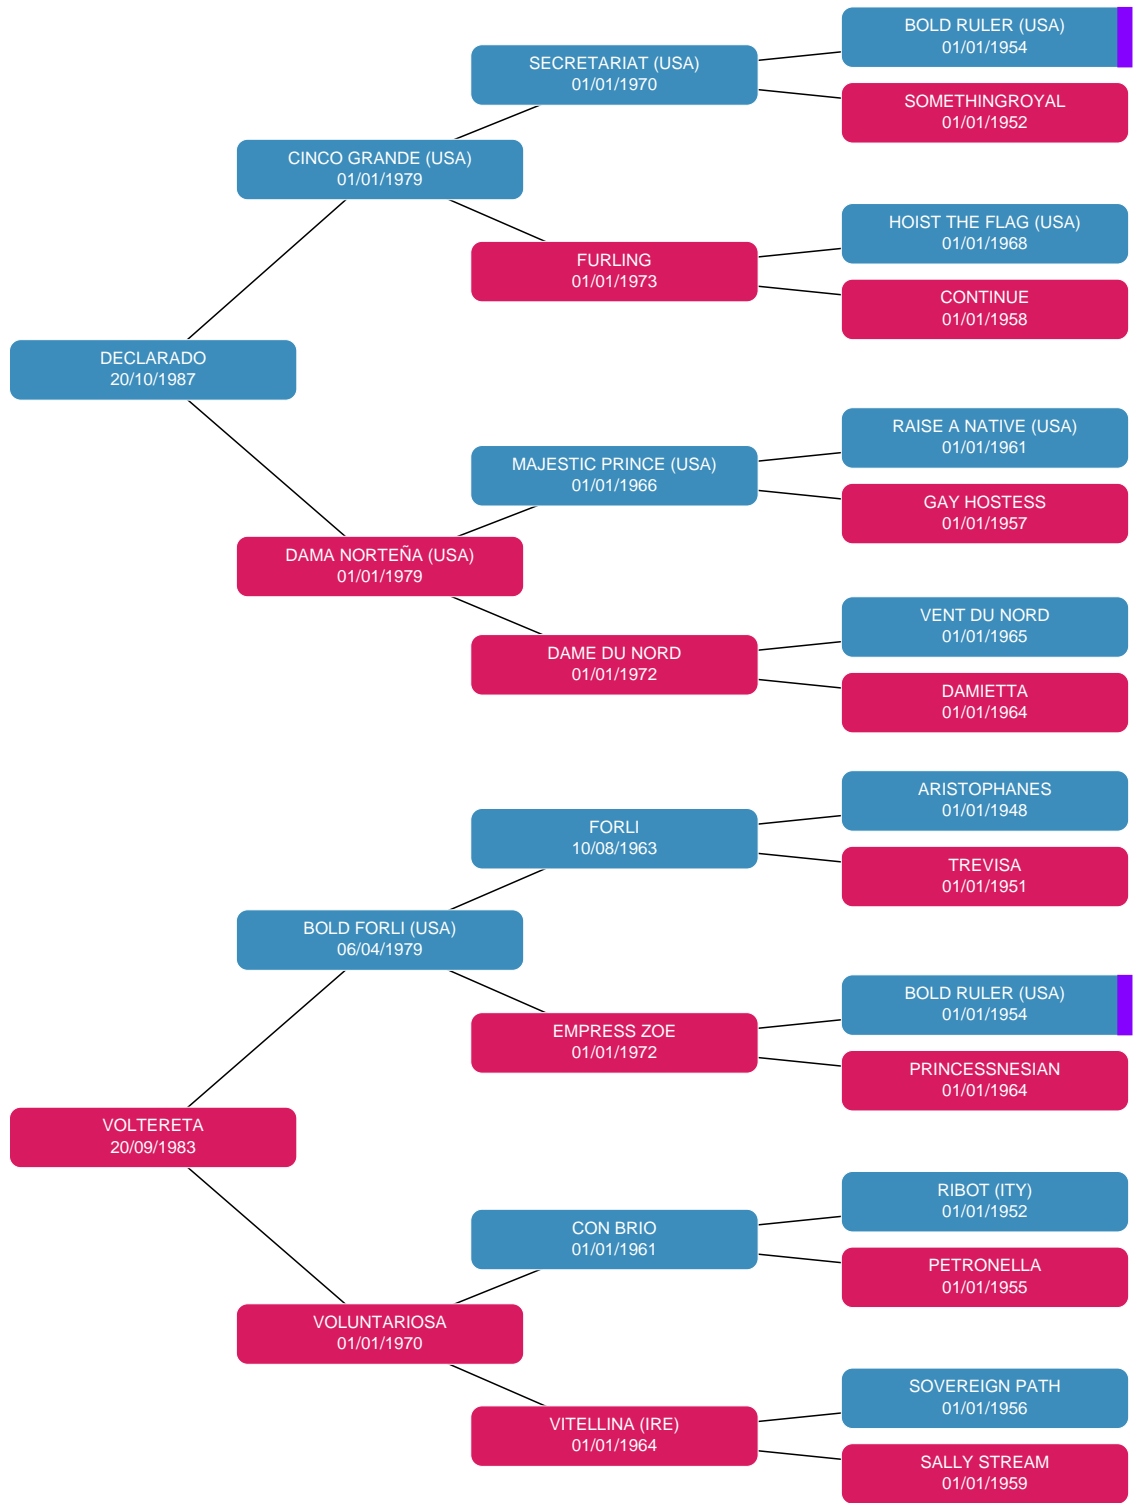 BOLD RULER (USA)
01/01/1954
SECRETARIAT (USA)
01/01/1970
SOMETHINGROYAL
01/01/1952
CINCO GRANDE (USA)
01/01/1979
HOIST THE FLAG (USA)
01/01/1968
FURLING
01/01/1973
CONTINUE
01/01/1958
DECLARADO
20/10/1987
RAISE A NATIVE (USA)
01/01/1961
MAJESTIC PRINCE (USA)
01/01/1966
GAY HOSTESS
01/01/1957
DAMA NORTEÑA (USA)
01/01/1979
VENT DU NORD
01/01/1965
DAME DU NORD
01/01/1972
DAMIETTA
01/01/1964
ARISTOPHANES
01/01/1948
FORLI
10/08/1963
TREVISA
01/01/1951
BOLD FORLI (USA)
06/04/1979
BOLD RULER (USA)
01/01/1954
EMPRESS ZOE
01/01/1972
PRINCESSNESIAN
01/01/1964
VOLTERETA
20/09/1983
RIBOT (ITY)
01/01/1952
CON BRIO
01/01/1961
PETRONELLA
01/01/1955
VOLUNTARIOSA
01/01/1970
SOVEREIGN PATH
01/01/1956
VITELLINA (IRE)
01/01/1964
SALLY STREAM
01/01/1959